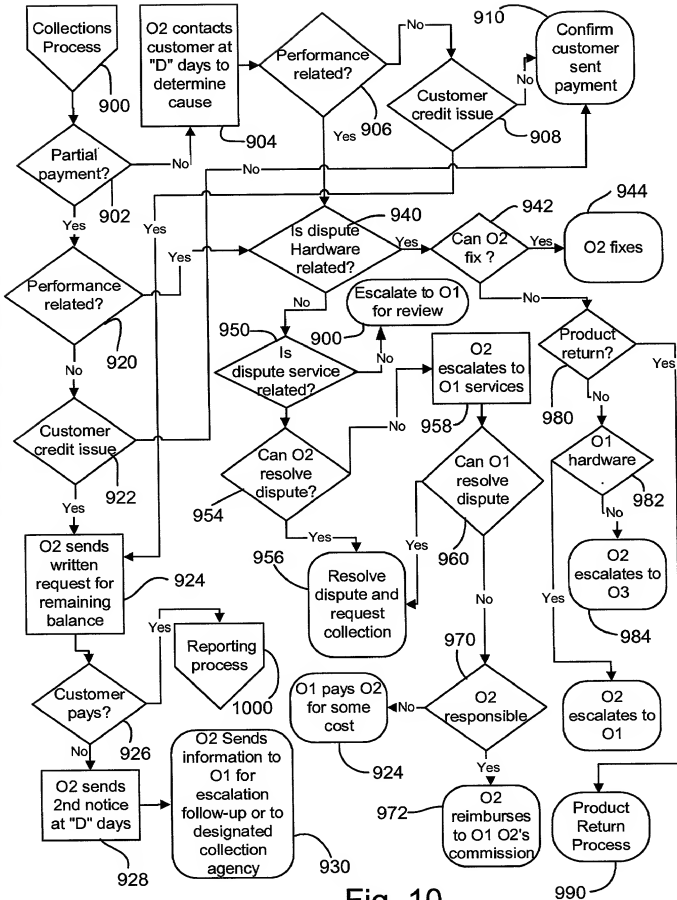 Collections
Process
900
O2 contacts
customer at
"D" days to
determine
cause
904
Performance
related?
906
No
Yes
Customer
credit issue
908
No
910
Confirm
customer
sent
payment
Partial
payment?
902
No
Yes
No
Yes
Performance
related?
920
Yes
No
Is dispute
Hardware
related?
940
Yes
No
Can O2
fix ?
942
Yes
No
944
O2 fixes
Escalate to O1
for review
900
950
Is
dispute service
related?
No
O2
escalates to
O1 services
958
Product
return?
980
Yes
No
Customer
credit issue
922
Yes
Can O2
resolve
dispute?
954
No
Yes
Can O1
resolve
dispute
960
Yes
No
O1
hardware
.
982
No
Yes
O2 sends
written
request for
remaining
balance
924
956
Resolve
dispute and
request
collection
O2
escalates to
O3
984
Yes
Reporting
process
1000
Customer
pays?
926
No
O1 pays O2
for some
cost
924
No
970
O2
responsible
Yes
O2
escalates to
O1
O2 sends
2nd notice
at "D" days
928
O2 Sends
information to
O1 for
escalation
follow-up or to
designated
collection
agency
930
972
O2
reimburses
to O1 O2's
commission
Product
Return
Process
990
Fig. 10